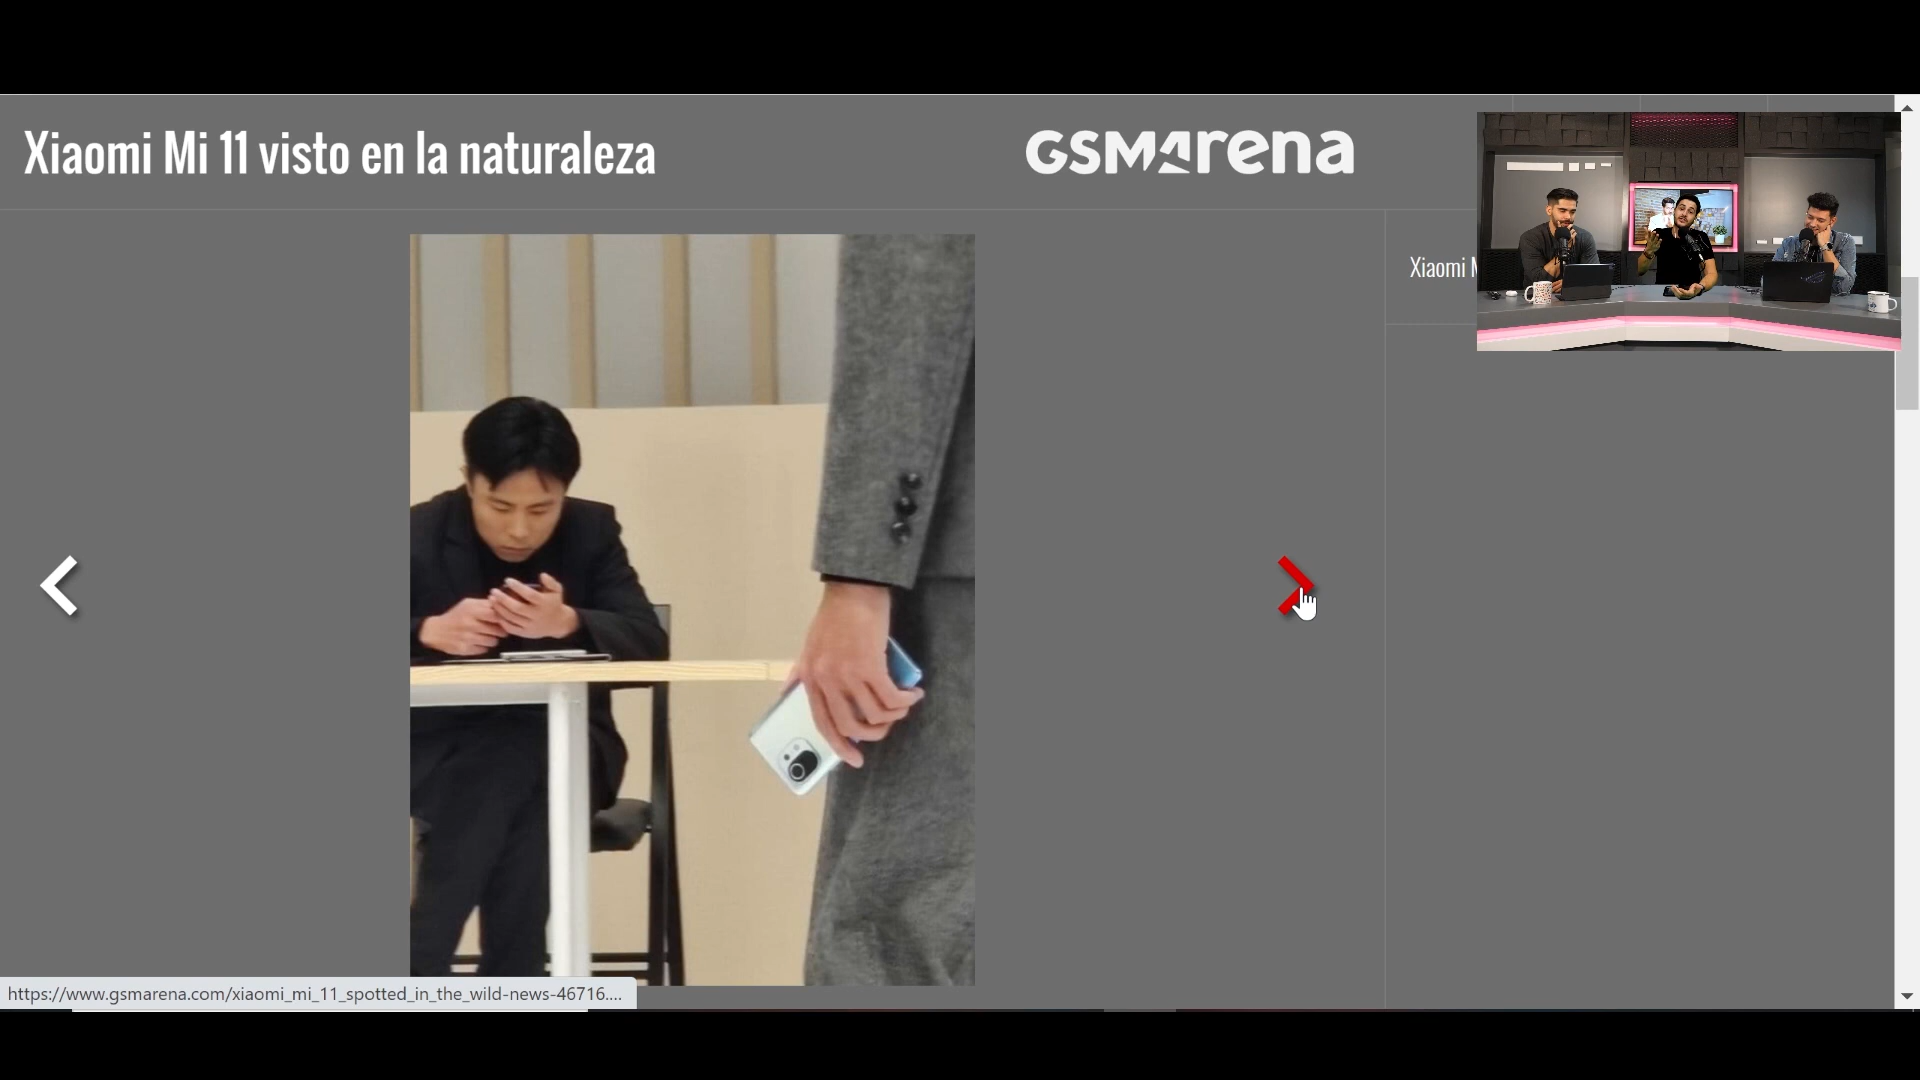 Xiaomi Mi 11 visto en la naturaleza
GSMArena
Xiaomi M
https://www.gsmarena.com/xiaomi_mi_11_spotted_in_the_wild-news-46716....